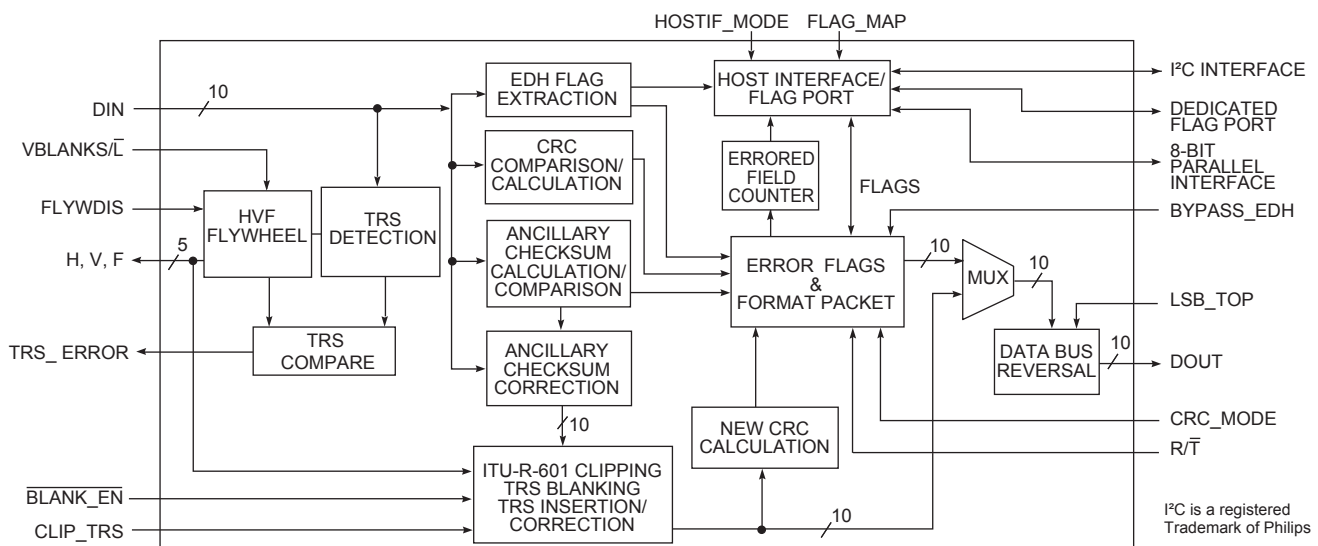 HOSTIF_MODE FLAG_MAP
DIN
10
EDH FLAG
EXTRACTION
HOST INTERFACE/
FLAG PORT
I²C INTERFACE
DEDICATED
FLAG PORT
8-BIT
PARALLEL
INTERFACE
VBLANKS/L̅
CRC
COMPARISON/
CALCULATION
ERRORED
FIELD
COUNTER
FLAGS
FLYWDIS
HVF
FLYWHEEL
TRS
DETECTION
BYPASS_EDH
H, V, F
5
ANCILLARY
CHECKSUM
CALCULATION/
COMPARISON
ERROR FLAGS
&
FORMAT PACKET
10
MUX
10
LSB_TOP
TRS_ ERROR
TRS
COMPARE
ANCILLARY
CHECKSUM
CORRECTION
DATA BUS
REVERSAL
10
DOUT
10
NEW CRC
CALCULATION
CRC_MODE
R/T̅
ITU-R-601 CLIPPING
TRS BLANKING
TRS INSERTION/
CORRECTION
B̅L̅A̅N̅K̅_̅E̅N̅
CLIP_TRS
10
I²C is a registered
Trademark of Philips